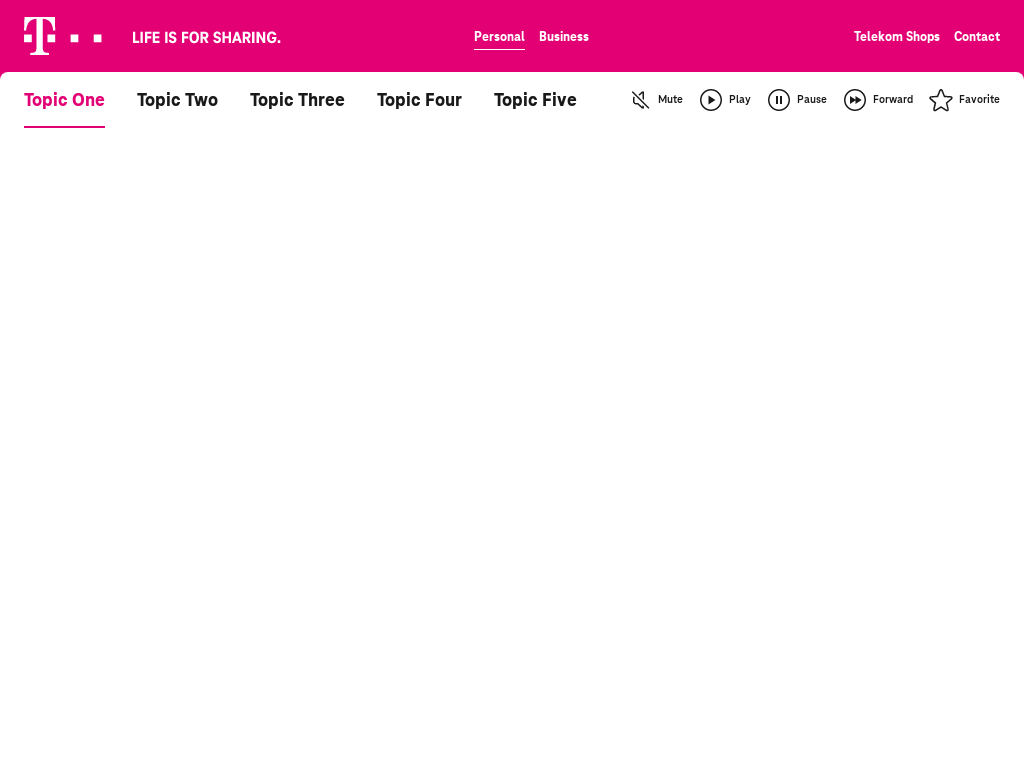 T LIFE IS FOR SHARING. Personal Business Telekom Shops Contact
Topic One Topic Two Topic Three Topic Four Topic Five Mute Play Pause Forward Favorite